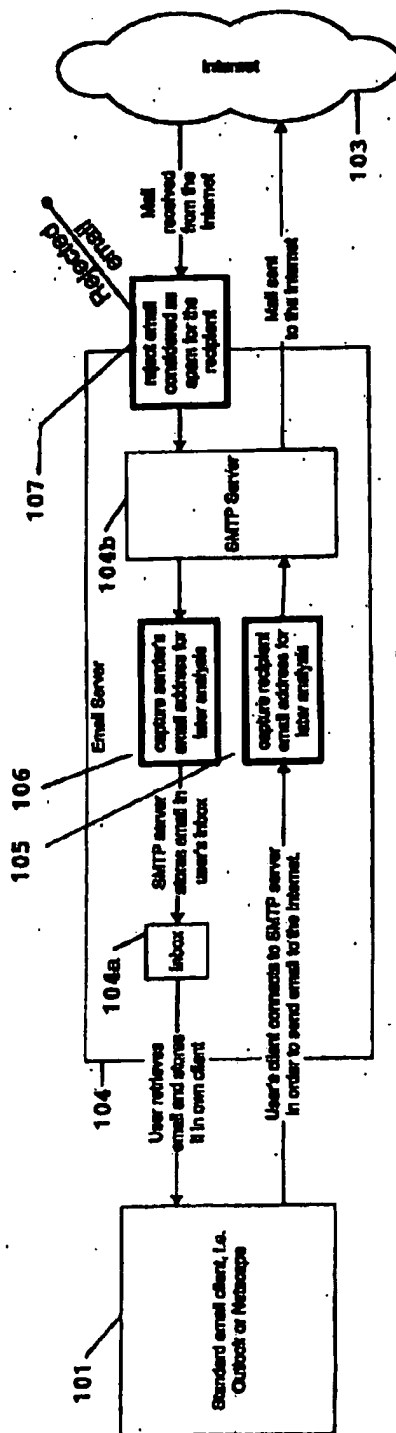 101
Standard email client, i.e.
Outlook or Netscape
User retrieves
email and stores
it in own client
User's client connects to SMTP server
in order to send email to the Internet.
104
Email Server
104a
Inbox
SMTP server
stores email in
user's inbox
105
106
capture sender's
email address for
later analysis
capture recipient
email address for
later analysis
104b
SMTP Server
107
reject email
considered as
spam for the
recipient
Rejected
email
Mail
received
from the
Internet
Mail sent
to the Internet
Internet
103